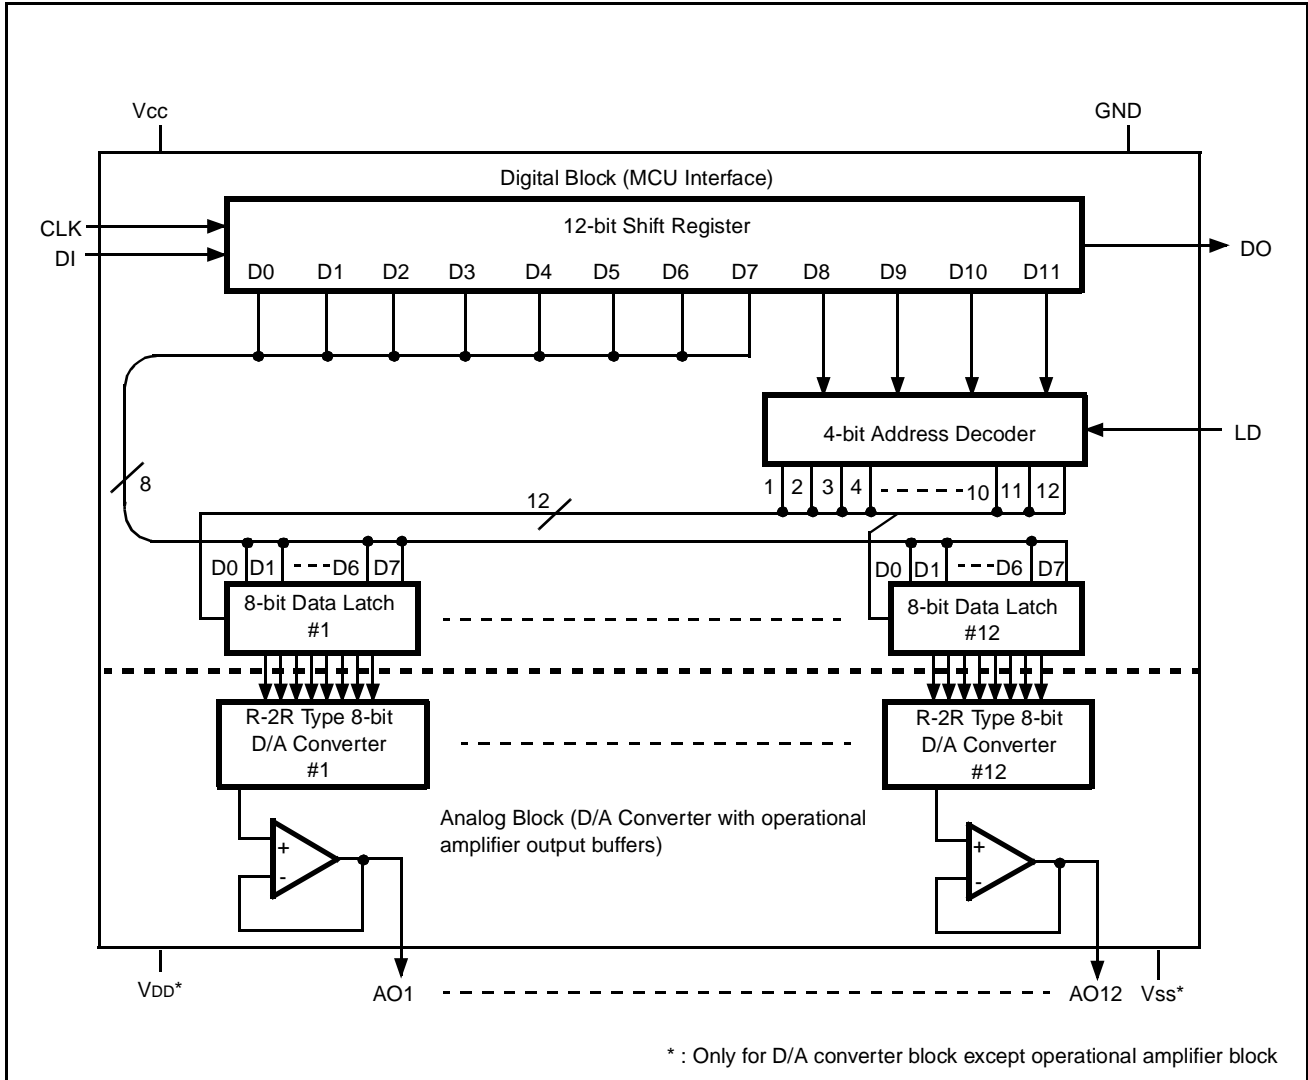 Vcc
GND
Digital Block (MCU Interface)
CLK
12-bit Shift Register
DI
DO
D0 D1 D2 D3 D4 D5 D6 D7 D8 D9 D10 D11
4-bit Address Decoder
LD
8
1 2 3 4 10 11 12
12
D0 D1 D6 D7
D0 D1 D6 D7
8-bit Data Latch
#1
8-bit Data Latch
#12
R-2R Type 8-bit
D/A Converter
#1
R-2R Type 8-bit
D/A Converter
#12
Analog Block (D/A Converter with operational
amplifier output buffers)
+
-
+
-
VDD*
AO1
AO12
Vss*
* : Only for D/A converter block except operational amplifier block